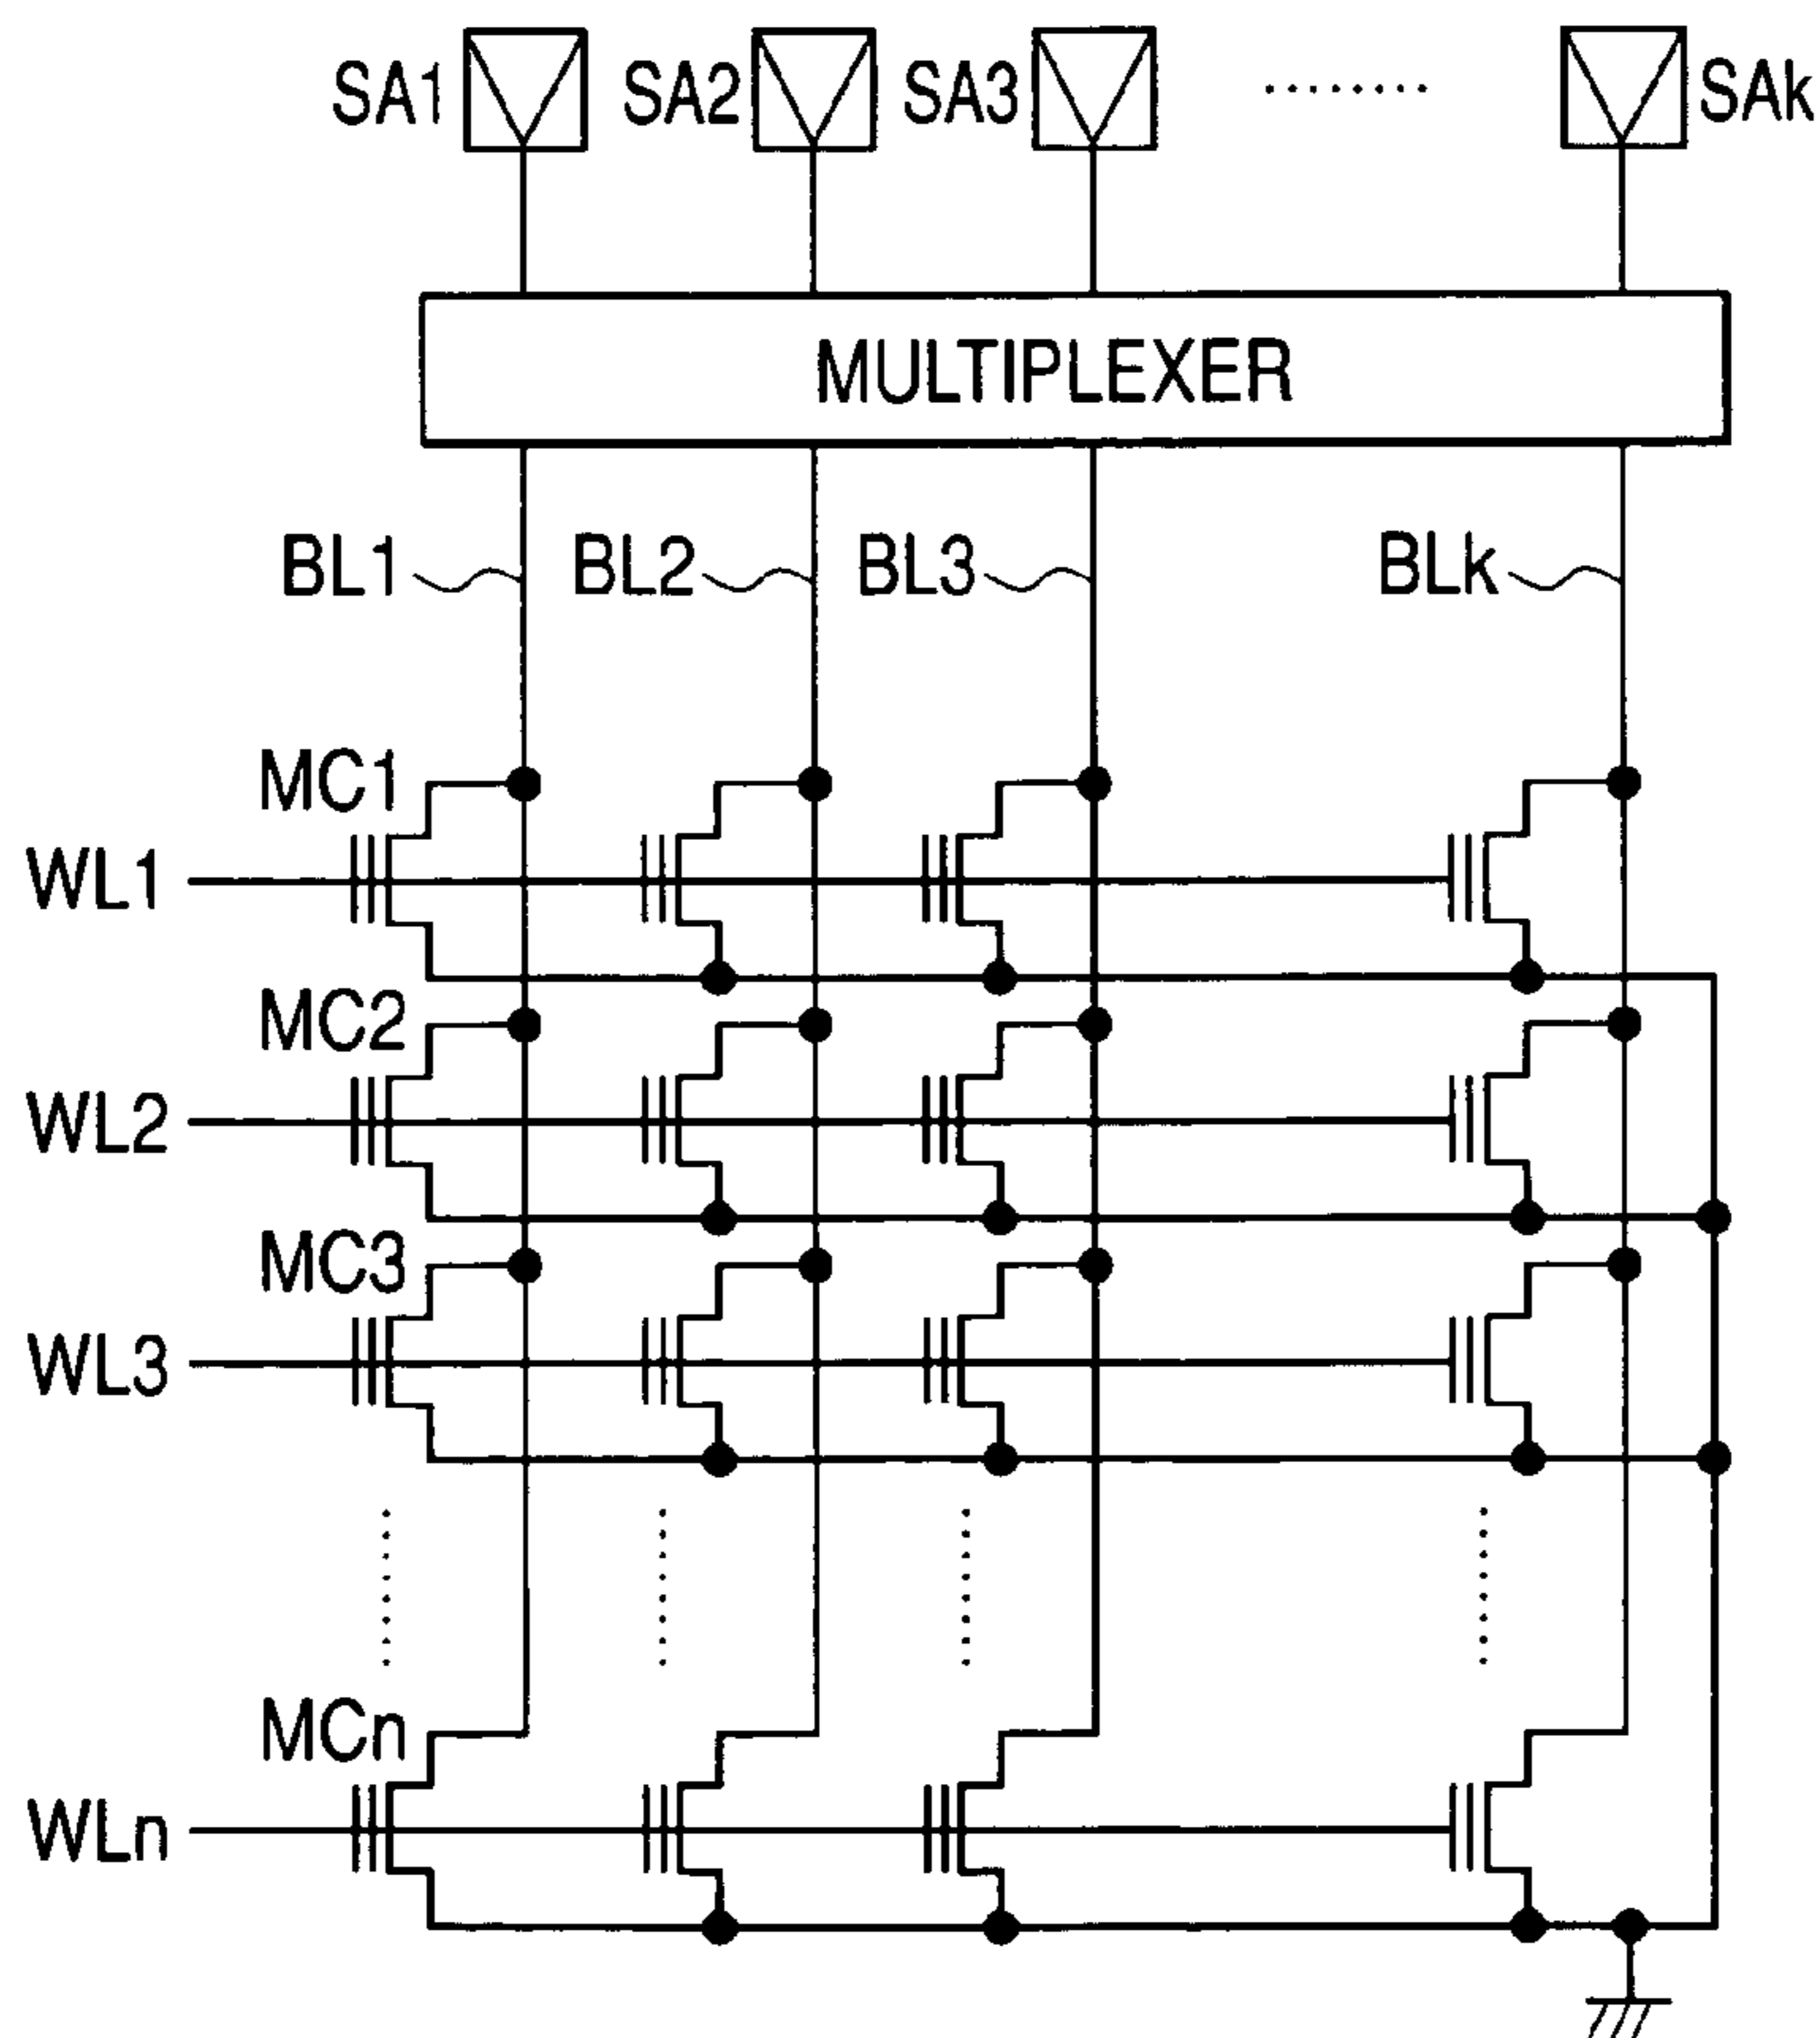 SA1 SA2 SA3 ........ SAk
MULTIPLEXER
BL1 BL2 BL3 BLk
MC1
WL1
MC2
WL2
MC3
WL3
MCn
WLn